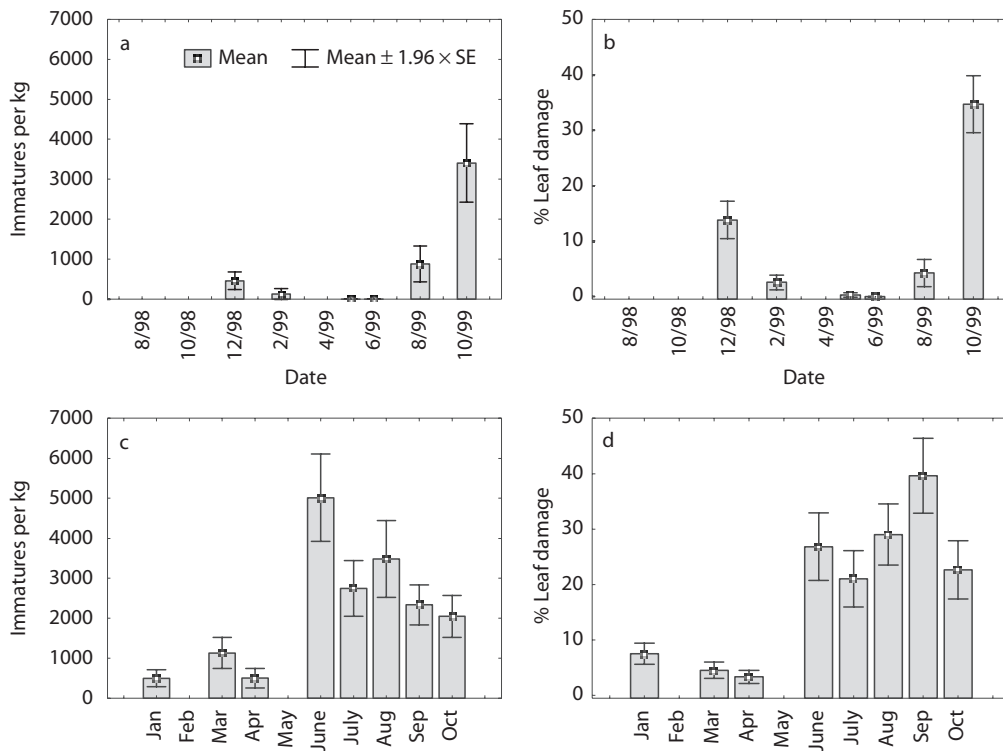 7000
6000
5000
4000
3000
2000
1000
0
Immatures per kg
a
Mean
Mean ± 1.96 × SE
8/98
10/98
12/98
2/99
4/99
6/99
8/99
10/99
Date
50
40
30
20
10
0
% Leaf damage
b
8/98
10/98
12/98
2/99
4/99
6/99
8/99
10/99
Date
7000
6000
5000
4000
3000
2000
1000
0
Immatures per kg
c
Jan
Feb
Mar
Apr
May
June
July
Aug
Sep
Oct
50
40
30
20
10
0
% Leaf damage
d
Jan
Feb
Mar
Apr
May
June
July
Aug
Sep
Oct